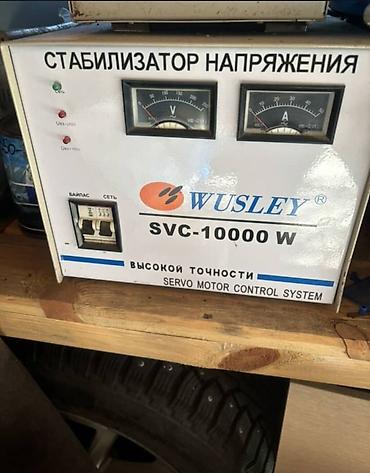 СТАБИЛИЗАТОР НАПРЯЖЕНИЯ
V
A
БАЙПАС СЕТЬ
WUSLEY ®
SVC-10000 W
ВЫСОКОЙ ТОЧНОСТИ
SERVO MOTOR CONTROL SYSTEM